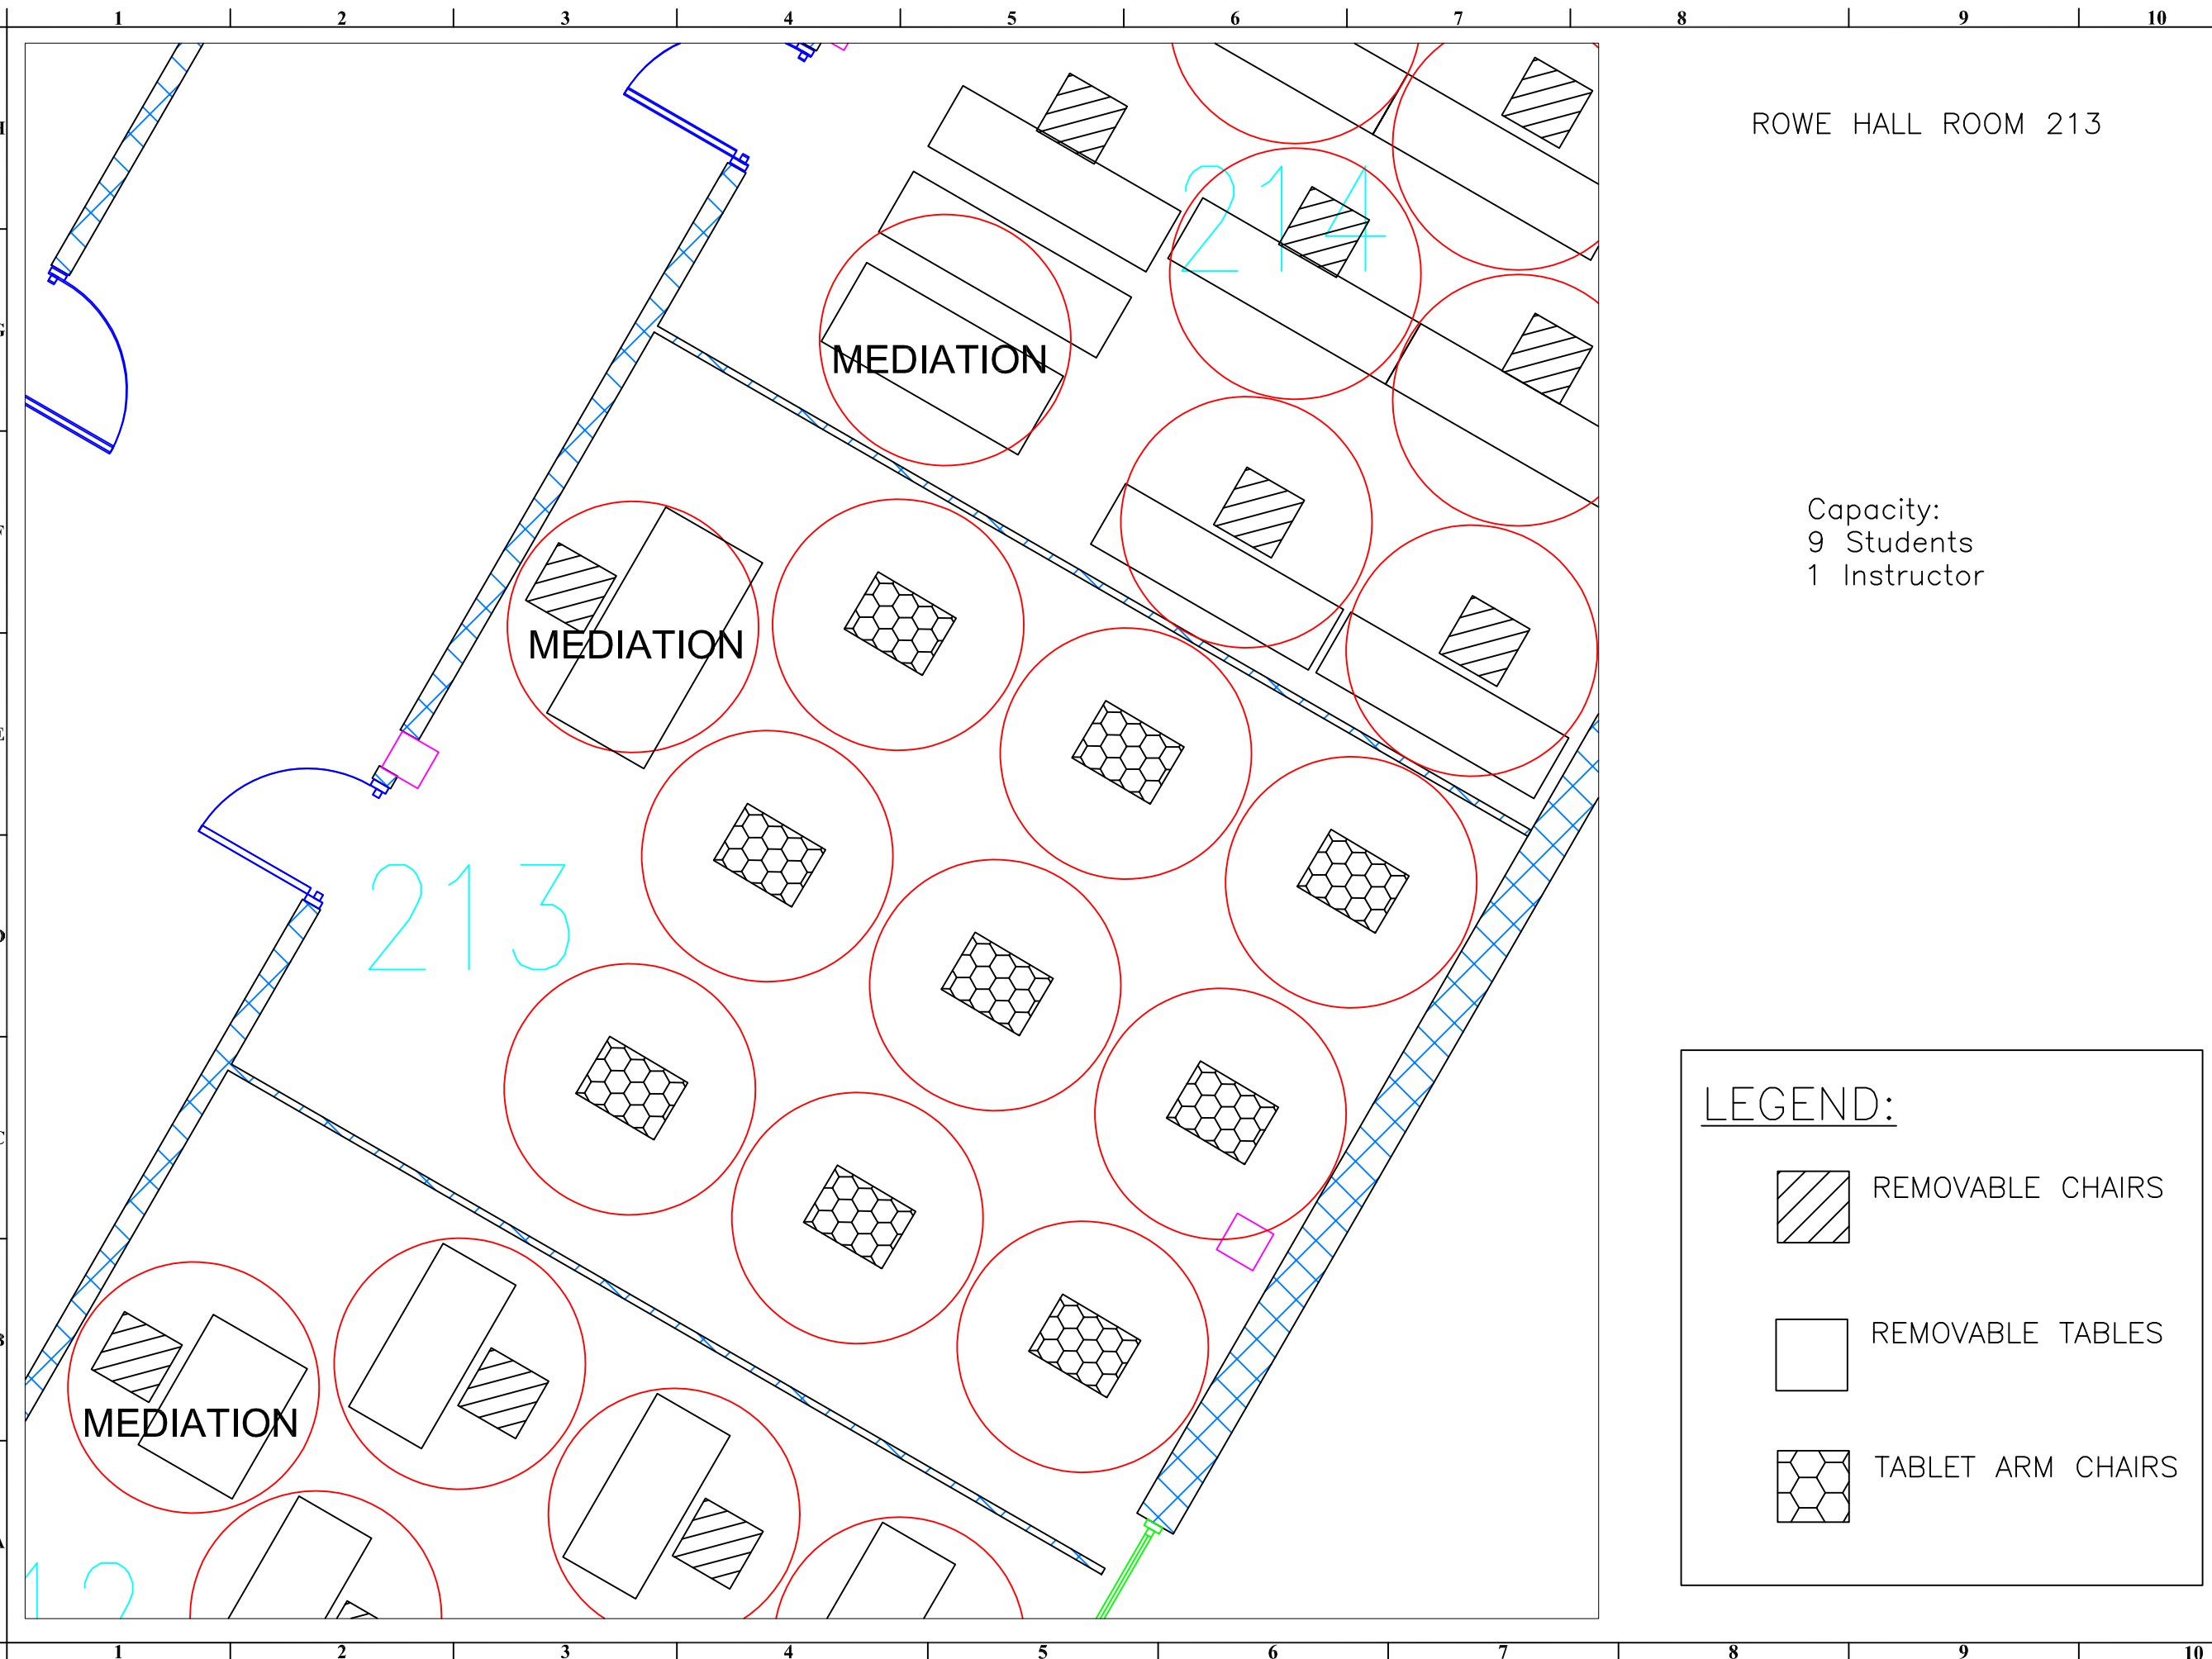 1 2 3 4 5 6 7 8 9 10
H
ROWE HALL ROOM 213
214
G
MEDIATION
F
Capacity:
9 Students
1 Instructor
MEDIATION
E
213
D
LEGEND:
C
REMOVABLE CHAIRS
B
REMOVABLE TABLES
MEDIATION
TABLET ARM CHAIRS
A
12
1 2 3 4 5 6 7 8 9 10